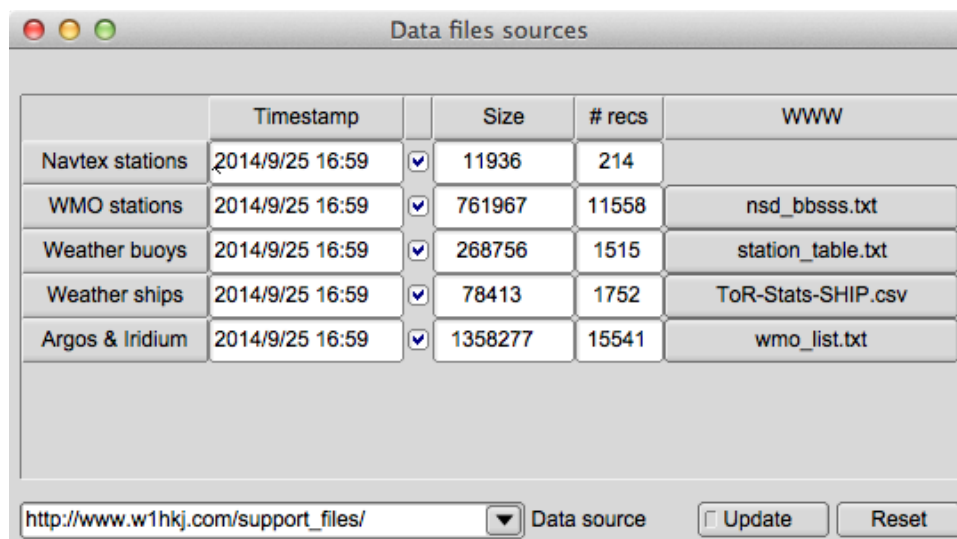 Data files sources
Timestamp Size # recs WWW
Navtex stations 2014/9/25 16:59 11936 214
WMO stations 2014/9/25 16:59 761967 11558 nsd_bbsss.txt
Weather buoys 2014/9/25 16:59 268756 1515 station_table.txt
Weather ships 2014/9/25 16:59 78413 1752 ToR-Stats-SHIP.csv
Argos & Iridium 2014/9/25 16:59 1358277 15541 wmo_list.txt
http://www.w1hkj.com/support_files/ Data source Update Reset